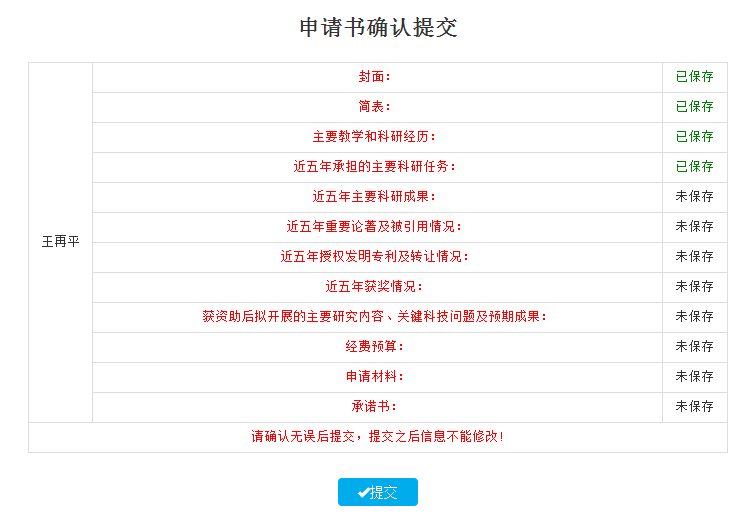 申请书确认提交
封面：
已保存
简表：
已保存
主要教学和科研经历：
已保存
近五年承担的主要科研任务：
已保存
近五年主要科研成果：
未保存
近五年重要论著及被引用情况：
未保存
王再平
近五年授权发明专利及转让情况：
未保存
近五年获奖情况：
未保存
获资助后拟开展的主要研究内容、关键科技问题及预期成果：
未保存
经费预算：
未保存
申请材料：
未保存
承诺书：
未保存
请确认无误后提交，提交之后信息不能修改!
提交